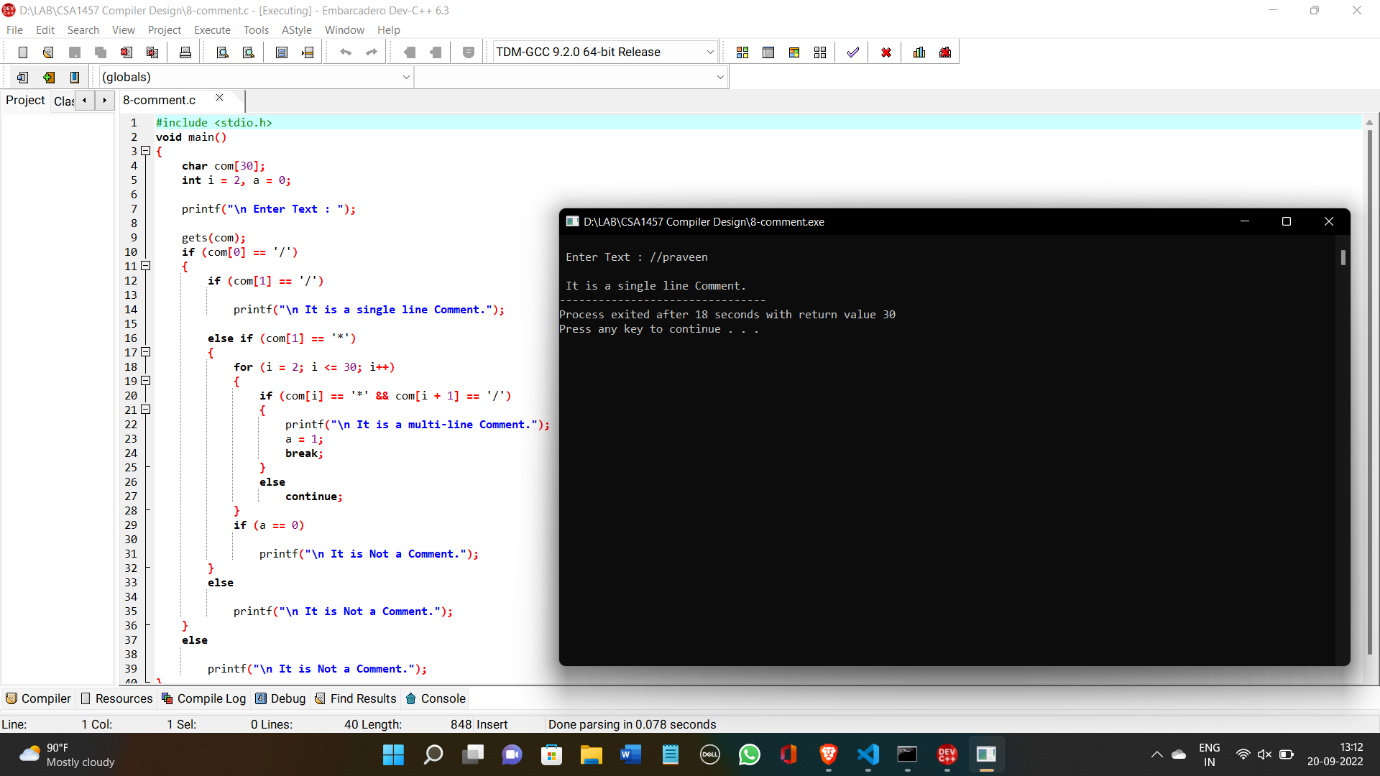 D:\LAB\CSA1457 Compiler Design\8-comment.c - [Executing] - Embarcadero Dev-C++ 6.3
File Edit Search View Project Execute Tools AStyle Window Help
TDM-GCC 9.2.0 64-bit Release
(globals)
Project Clas 8-comment.c
1 #include <stdio.h>
2 void main()
3 {
4 char com[30];
5 int i = 2, a = 0;
6
7 printf("\n Enter Text : ");
8
9 gets(com);
10 if (com[0] == '/')
11 {
12 if (com[1] == '/')
13
14 printf("\n It is a single line Comment.");
15
16 else if (com[1] == '*')
17 {
18 for (i = 2; i <= 30; i++)
19 {
20 if (com[i] == '*' && com[i + 1] == '/')
21 {
22 printf("\n It is a multi-line Comment.");
23 a = 1;
24 break;
25 }
26 else
27 continue;
28 }
29 if (a == 0)
30
31 printf("\n It is Not a Comment.");
32 }
33 else
34
35 printf("\n It is Not a Comment.");
36 }
37 else
38
39 printf("\n It is Not a Comment.");
40 }
D:\LAB\CSA1457 Compiler Design\8-comment.exe
Enter Text : //praveen
It is a single line Comment.
--------------------------------
Process exited after 18 seconds with return value 30
Press any key to continue . . .
Compiler Resources Compile Log Debug Find Results Console
Line: 1 Col: 1 Sel: 0 Lines: 40 Length: 848 Insert Done parsing in 0.078 seconds
90°F
Mostly cloudy
DELL
DEV C++
ENG
IN
13:12
20-09-2022